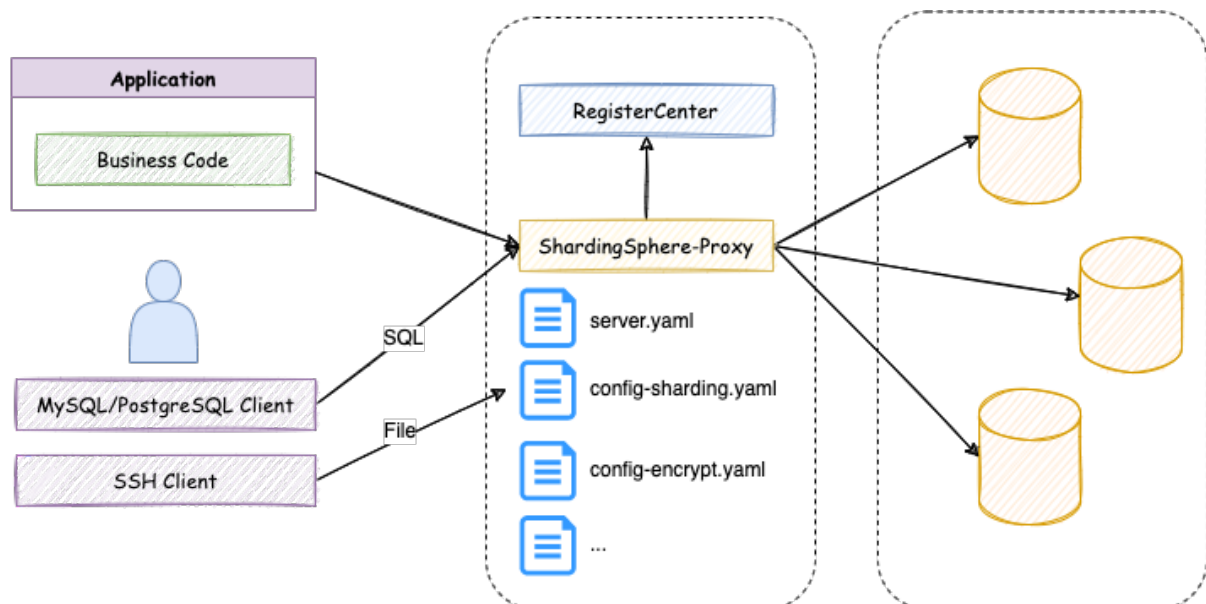 Application
Business Code
MySQL/PostgreSQL Client
SSH Client
SQL
File
RegisterCenter
ShardingSphere-Proxy
server.yaml
config-sharding.yaml
config-encrypt.yaml
...